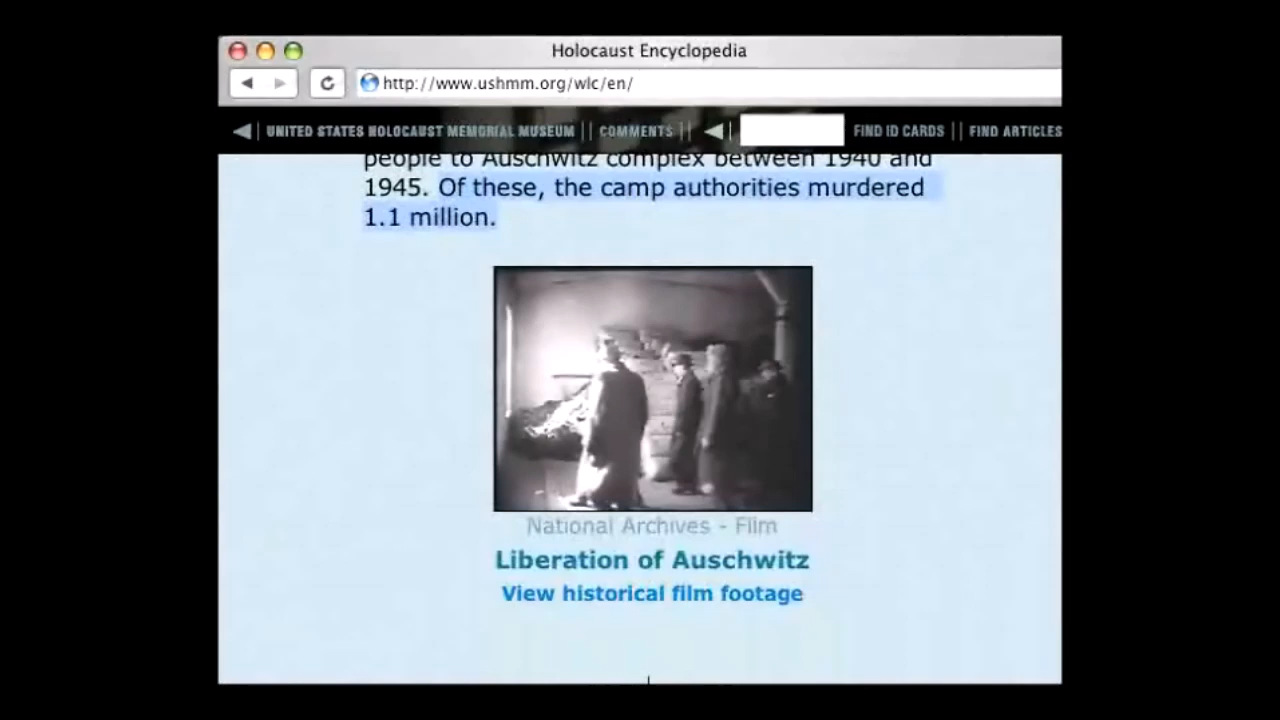 Holocaust Encyclopedia
http://www.ushmm.org/wlc/en/
UNITED STATES HOLOCAUST MEMORIAL MUSEUM || COMMENTS || FIND ID CARDS || FIND ARTICLES
people to Auschwitz complex between 1940 and
1945. Of these, the camp authorities murdered
1.1 million.
National Archives - Film
Liberation of Auschwitz
View historical film footage